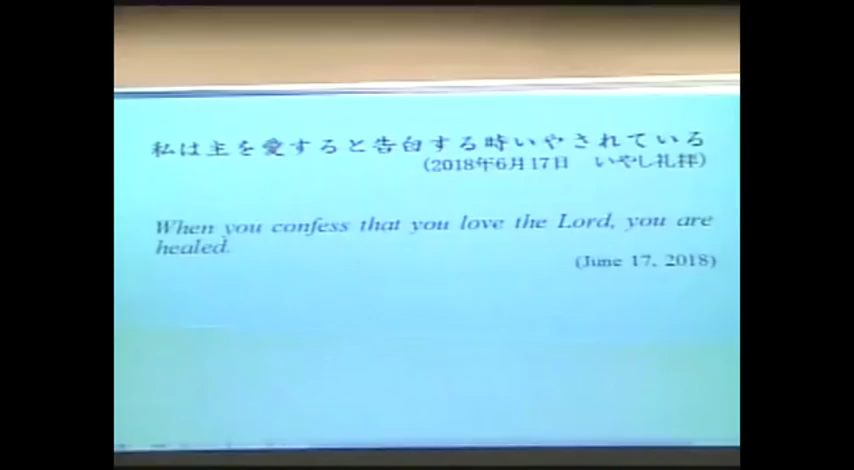 私は主を愛すると告白する時いやされている
(2018年6月17日　いやし礼拝)
When you confess that you love the Lord, you are
healed.
(June 17, 2018)